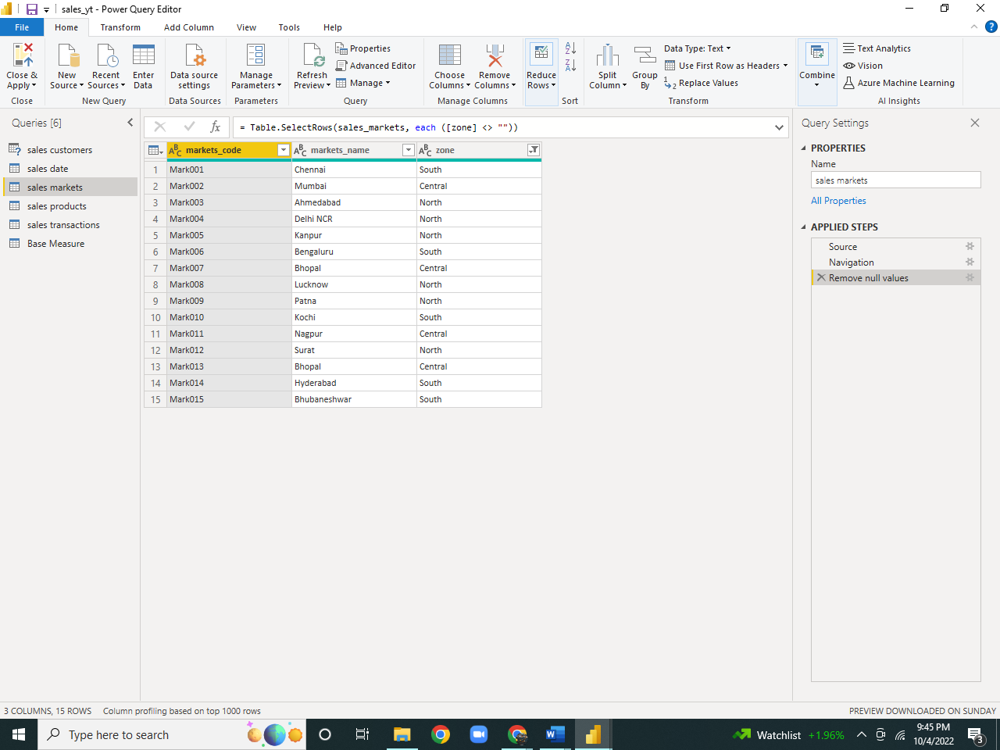 sales_yt - Power Query Editor
File Home Transform Add Column View Tools Help
Close & Apply
Close
New Source
Recent Sources
Enter Data
New Query
Data source settings
Data Sources
Manage Parameters
Parameters
Refresh Preview
Properties
Advanced Editor
Manage
Query
Choose Columns
Remove Columns
Manage Columns
Reduce Rows
Sort
Split Column
Group By
Data Type: Text
Use First Row as Headers
Replace Values
Transform
Combine
Text Analytics
Vision
Azure Machine Learning
AI Insights
Queries [6]
sales customers
sales date
sales markets
sales products
sales transactions
Base Measure
fx = Table.SelectRows(sales_markets, each ([zone] <> ""))
ABC markets_code ABC markets_name ABC zone
1 Mark001 Chennai South
2 Mark002 Mumbai Central
3 Mark003 Ahmedabad North
4 Mark004 Delhi NCR North
5 Mark005 Kanpur North
6 Mark006 Bengaluru South
7 Mark007 Bhopal Central
8 Mark008 Lucknow North
9 Mark009 Patna North
10 Mark010 Kochi South
11 Mark011 Nagpur Central
12 Mark012 Surat North
13 Mark013 Bhopal Central
14 Mark014 Hyderabad South
15 Mark015 Bhubaneshwar South
Query Settings
PROPERTIES
Name
sales markets
All Properties
APPLIED STEPS
Source
Navigation
Remove null values
3 COLUMNS, 15 ROWS Column profiling based on top 1000 rows
PREVIEW DOWNLOADED ON SUNDAY
Type here to search
Watchlist +1.96%
9:45 PM
10/4/2022
3